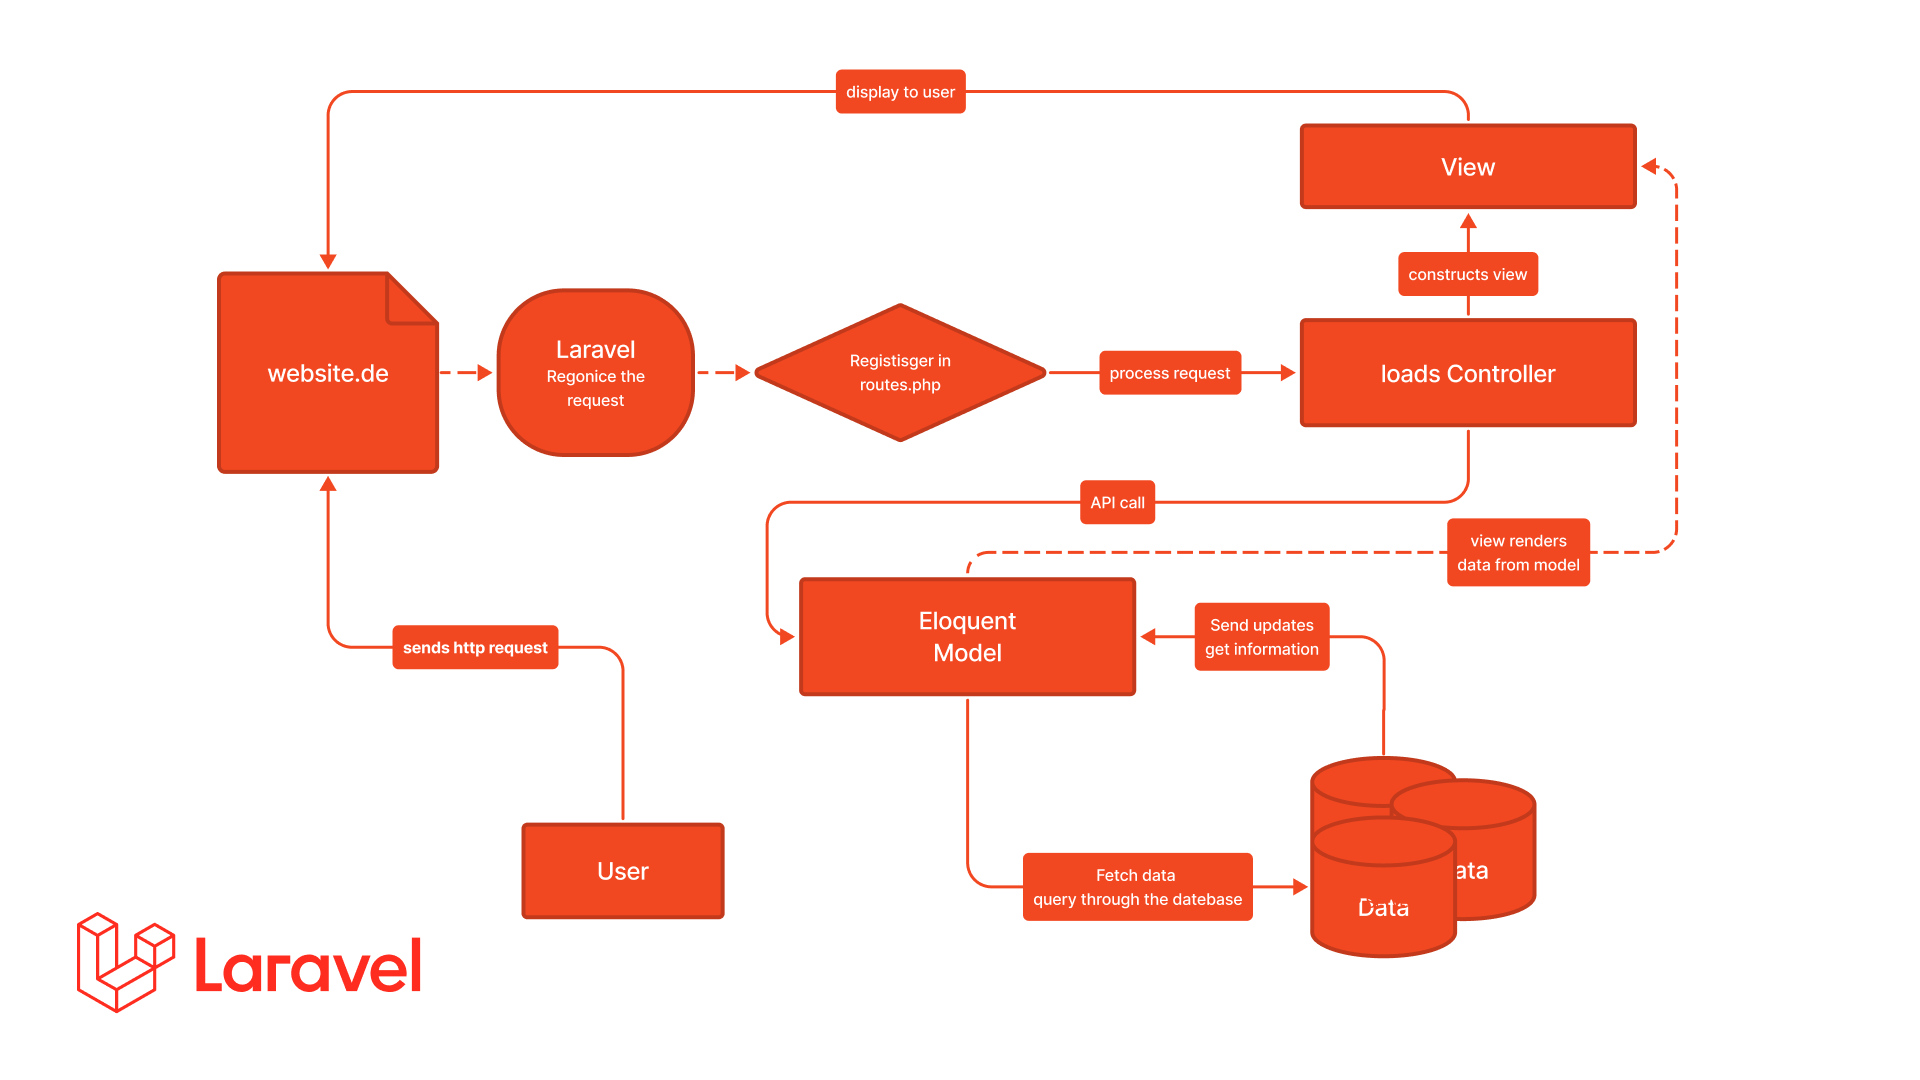 display to user
View
constructs view
website.de
Laravel
Regonice the
request
Registisger in
routes.php
process request
loads Controller
API call
view renders
data from model
Eloquent
Model
Send updates
get information
sends http request
User
Fetch data
query through the datebase
ata
Data
Laravel